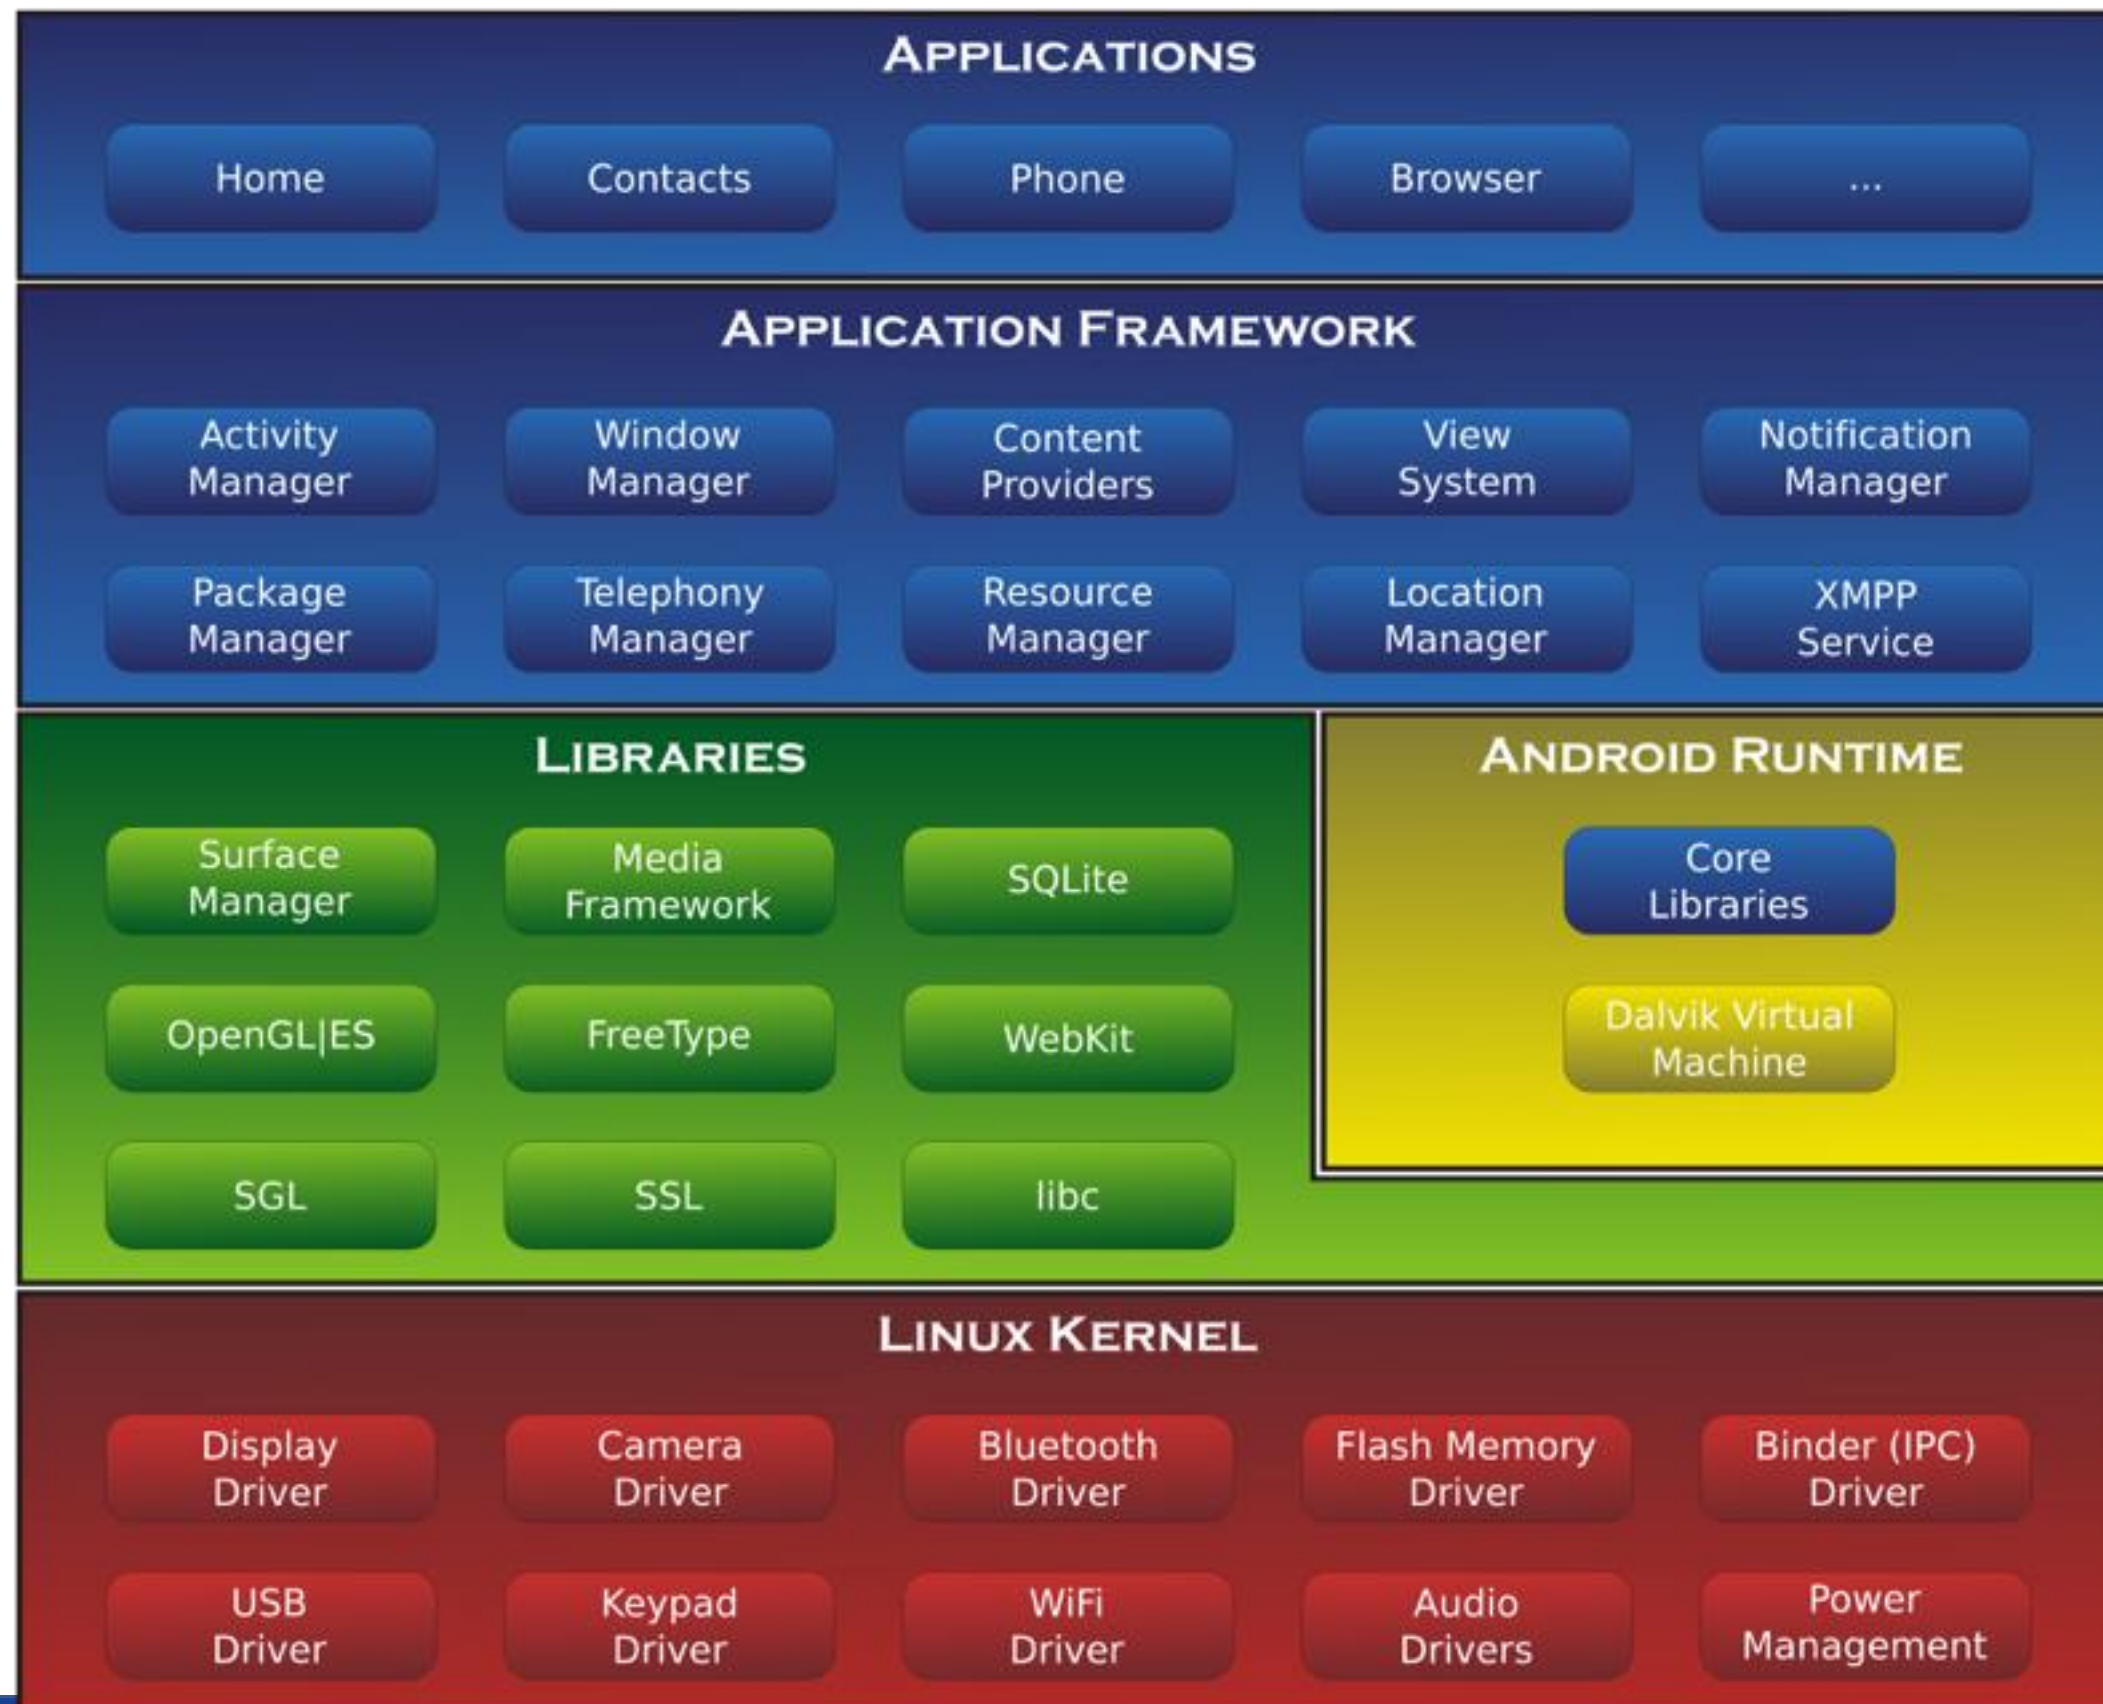 APPLICATIONS
Home
Contacts
Phone
Browser
...
APPLICATION FRAMEWORK
Activity
Manager
Window
Manager
Content
Providers
View
System
Notification
Manager
Package
Manager
Telephony
Manager
Resource
Manager
Location
Manager
XMPP
Service
LIBRARIES
Surface
Manager
Media
Framework
SQLite
OpenGL|ES
FreeType
WebKit
SGL
SSL
libc
ANDROID RUNTIME
Core
Libraries
Dalvik Virtual
Machine
LINUX KERNEL
Display
Driver
Camera
Driver
Bluetooth
Driver
Flash Memory
Driver
Binder (IPC)
Driver
USB
Driver
Keypad
Driver
WiFi
Driver
Audio
Drivers
Power
Management